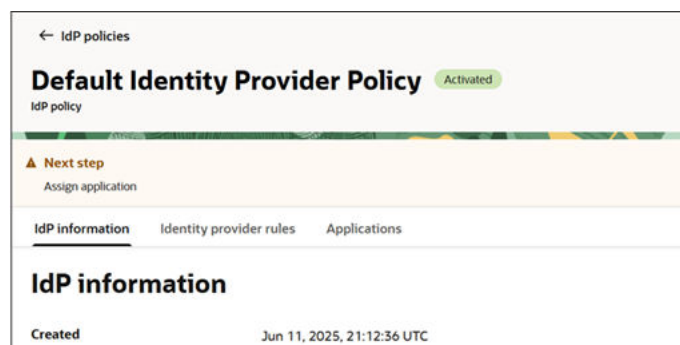 ← IdP policies
Default Identity Provider Policy Activated
IdP policy
Next step
Assign application
IdP information Identity provider rules Applications
IdP information
Created Jun 11, 2025, 21:12:36 UTC